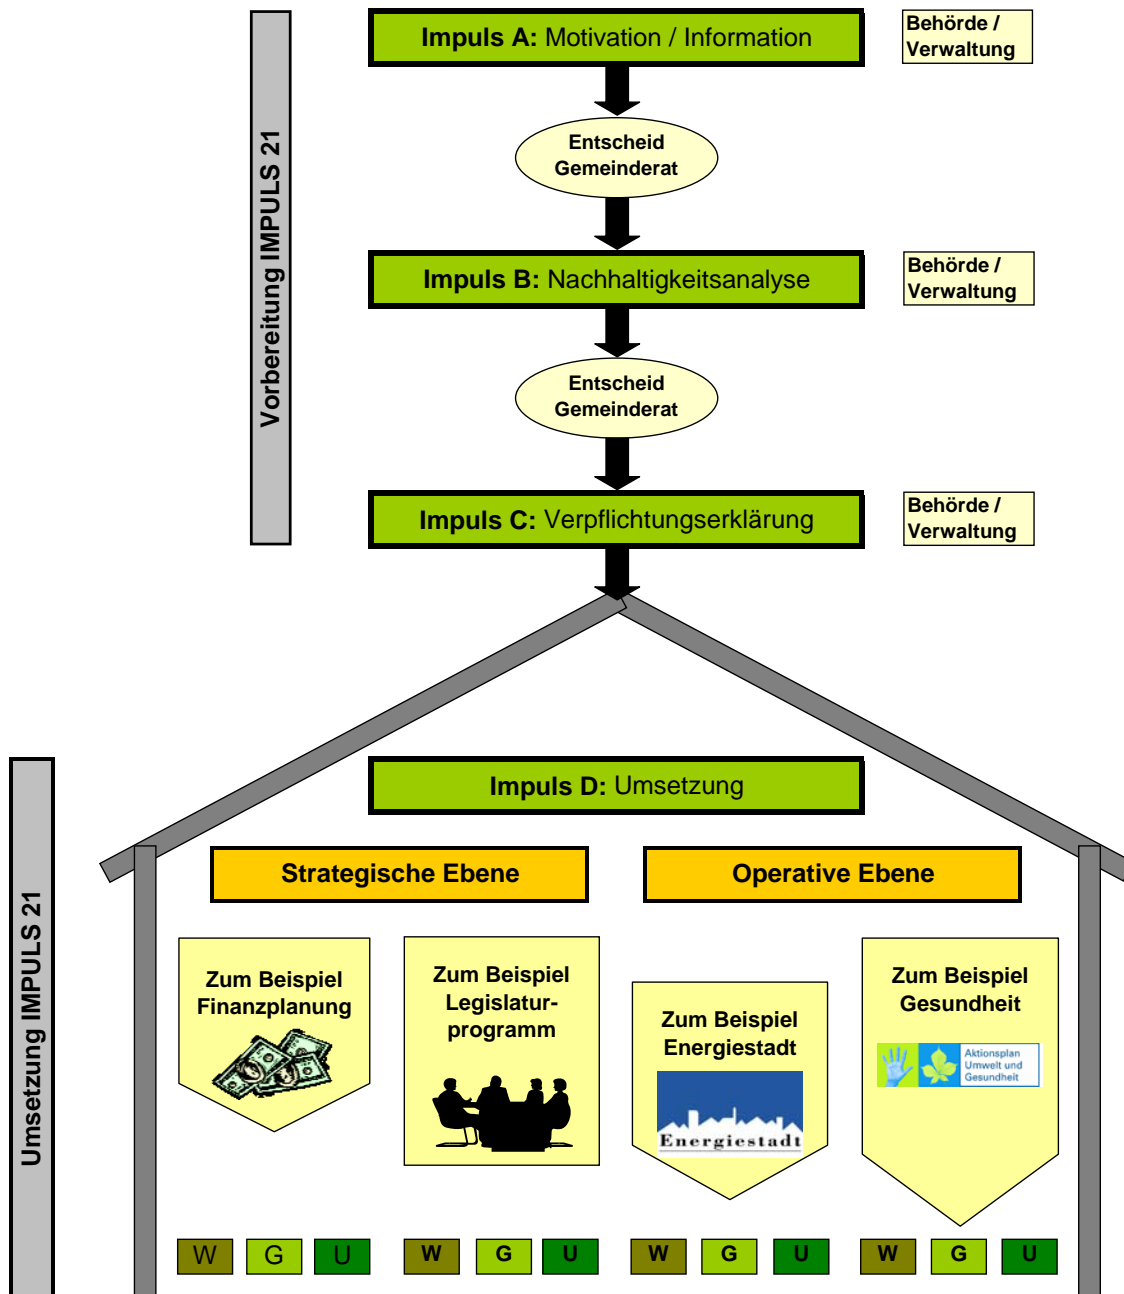 Impuls A: Motivation / Information
Behörde /
Verwaltung
Entscheid
Gemeinderat
Vorbereitung IMPULS 21
Impuls B: Nachhaltigkeitsanalyse
Behörde /
Verwaltung
Entscheid
Gemeinderat
Impuls C: Verpflichtungserklärung
Behörde /
Verwaltung
Impuls D: Umsetzung
Umsetzung IMPULS 21
Strategische Ebene
Operative Ebene
Zum Beispiel
Finanzplanung
Zum Beispiel
Legislatur-
programm
Zum Beispiel
Energiestadt
Energiestadt
Zum Beispiel
Gesundheit
Aktionsplan
Umwelt und
Gesundheit
W G U
W G U
W G U
W G U